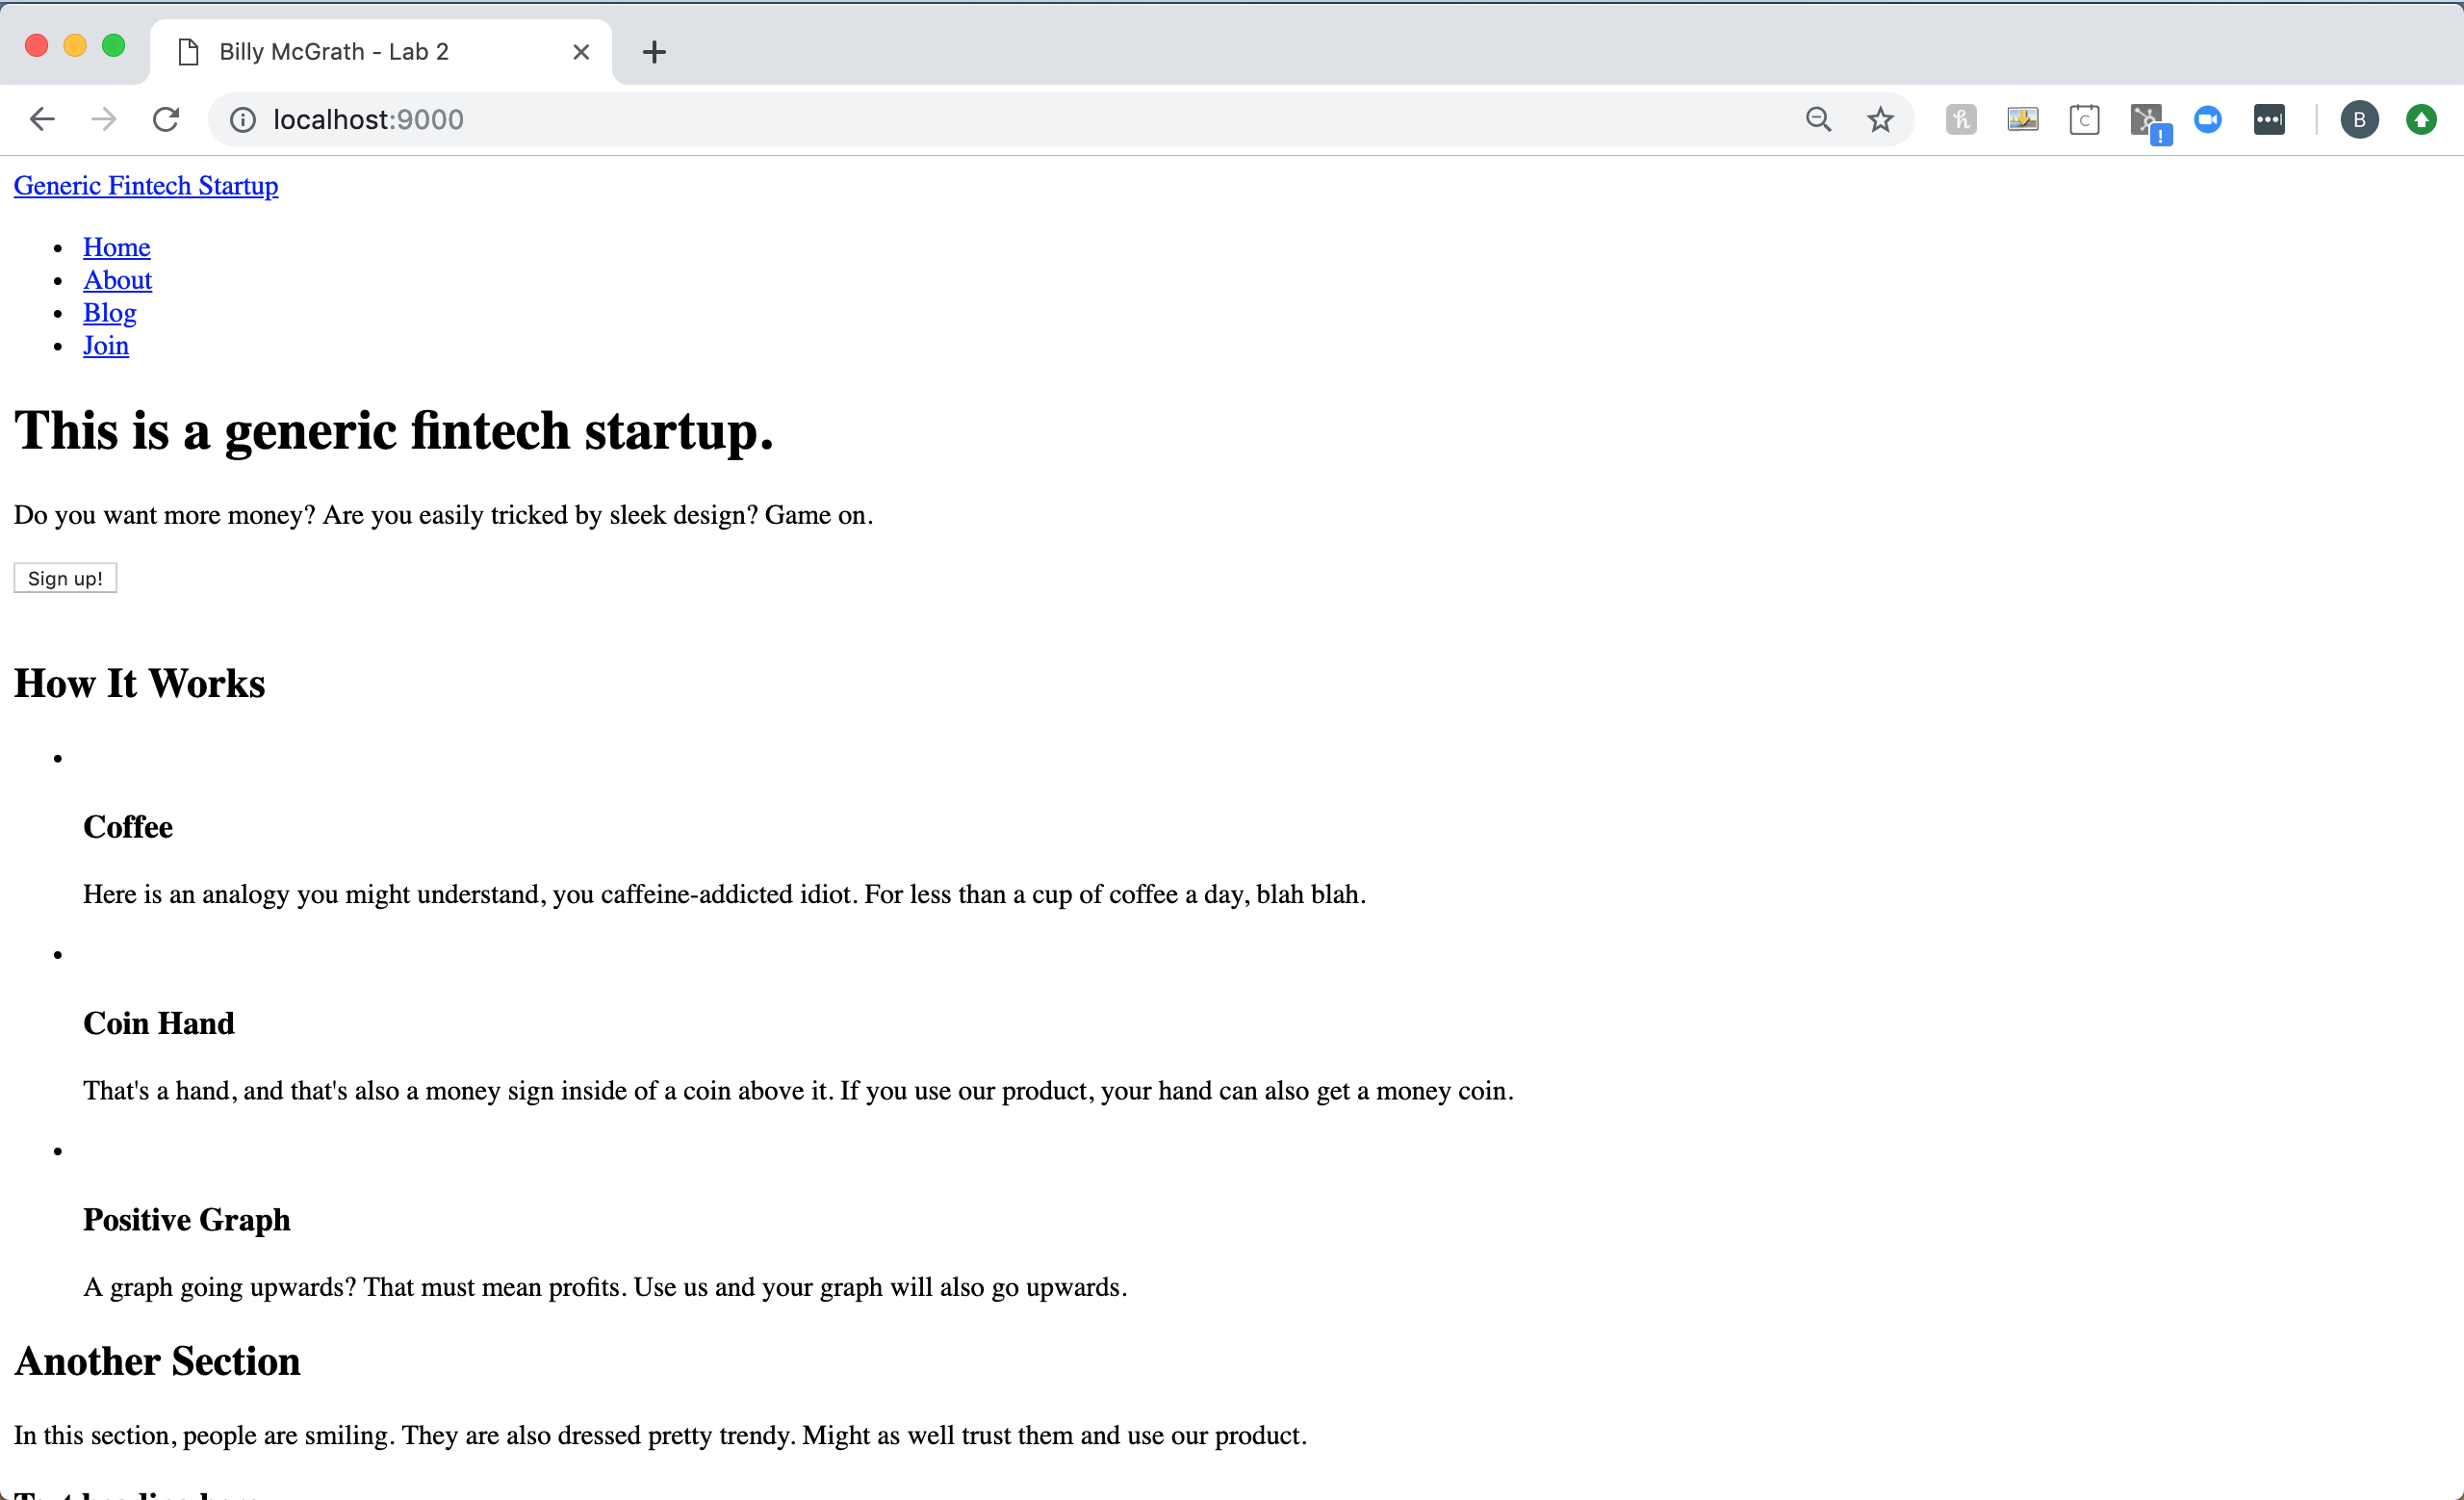 Billy McGrath - Lab 2
localhost:9000
B
Generic Fintech Startup
Home
About
Blog
Join
This is a generic fintech startup.
Do you want more money? Are you easily tricked by sleek design? Game on.
Sign up!
How It Works
Coffee
Here is an analogy you might understand, you caffeine-addicted idiot. For less than a cup of coffee a day, blah blah.
Coin Hand
That's a hand, and that's also a money sign inside of a coin above it. If you use our product, your hand can also get a money coin.
Positive Graph
A graph going upwards? That must mean profits. Use us and your graph will also go upwards.
Another Section
In this section, people are smiling. They are also dressed pretty trendy. Might as well trust them and use our product.